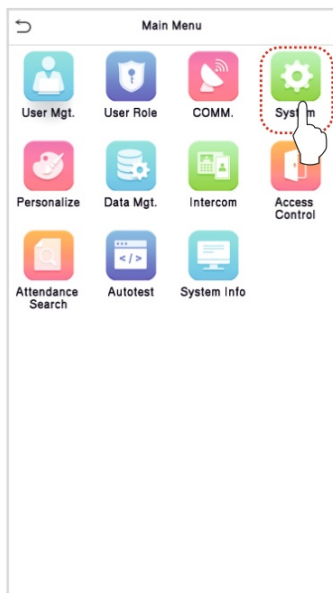 Main Menu
User Mgt.
User Role
COMM.
System
Personalize
Data Mgt.
Intercom
Access
Control
Attendance
Search
Autotest
System Info